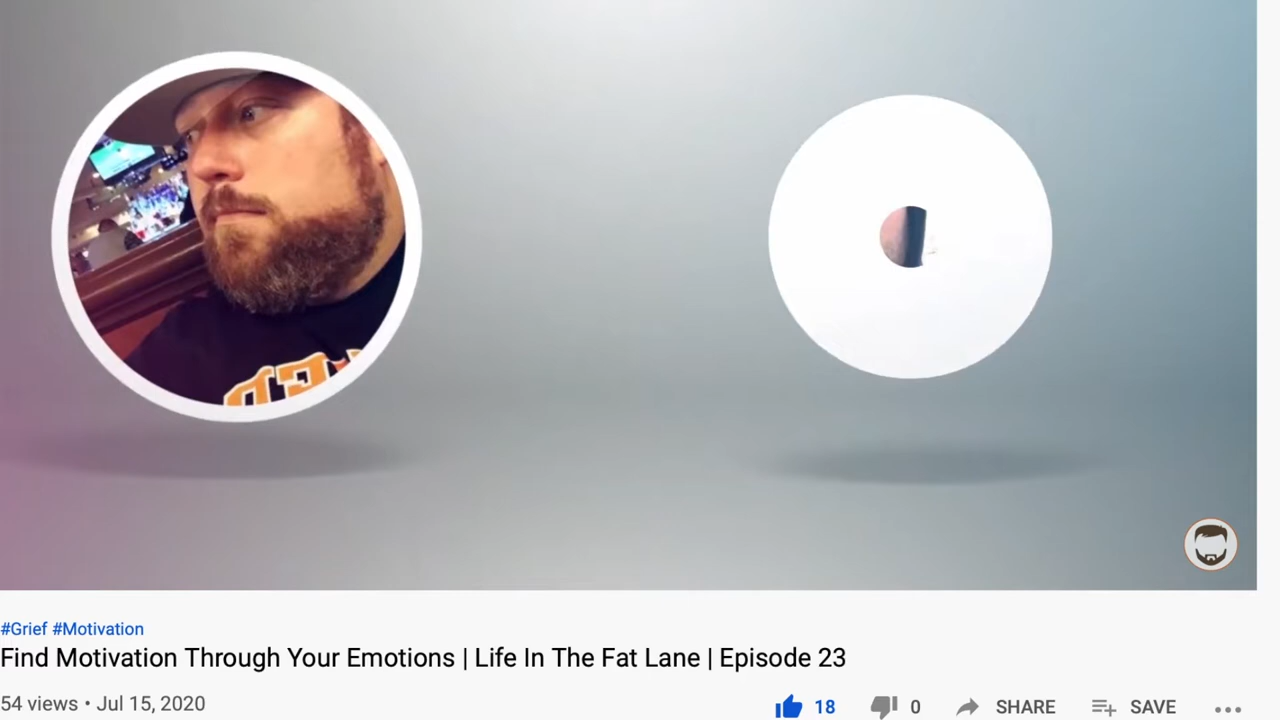 #Grief #Motivation
Find Motivation Through Your Emotions | Life In The Fat Lane | Episode 23
54 views • Jul 15, 2020
18
0
SHARE
SAVE